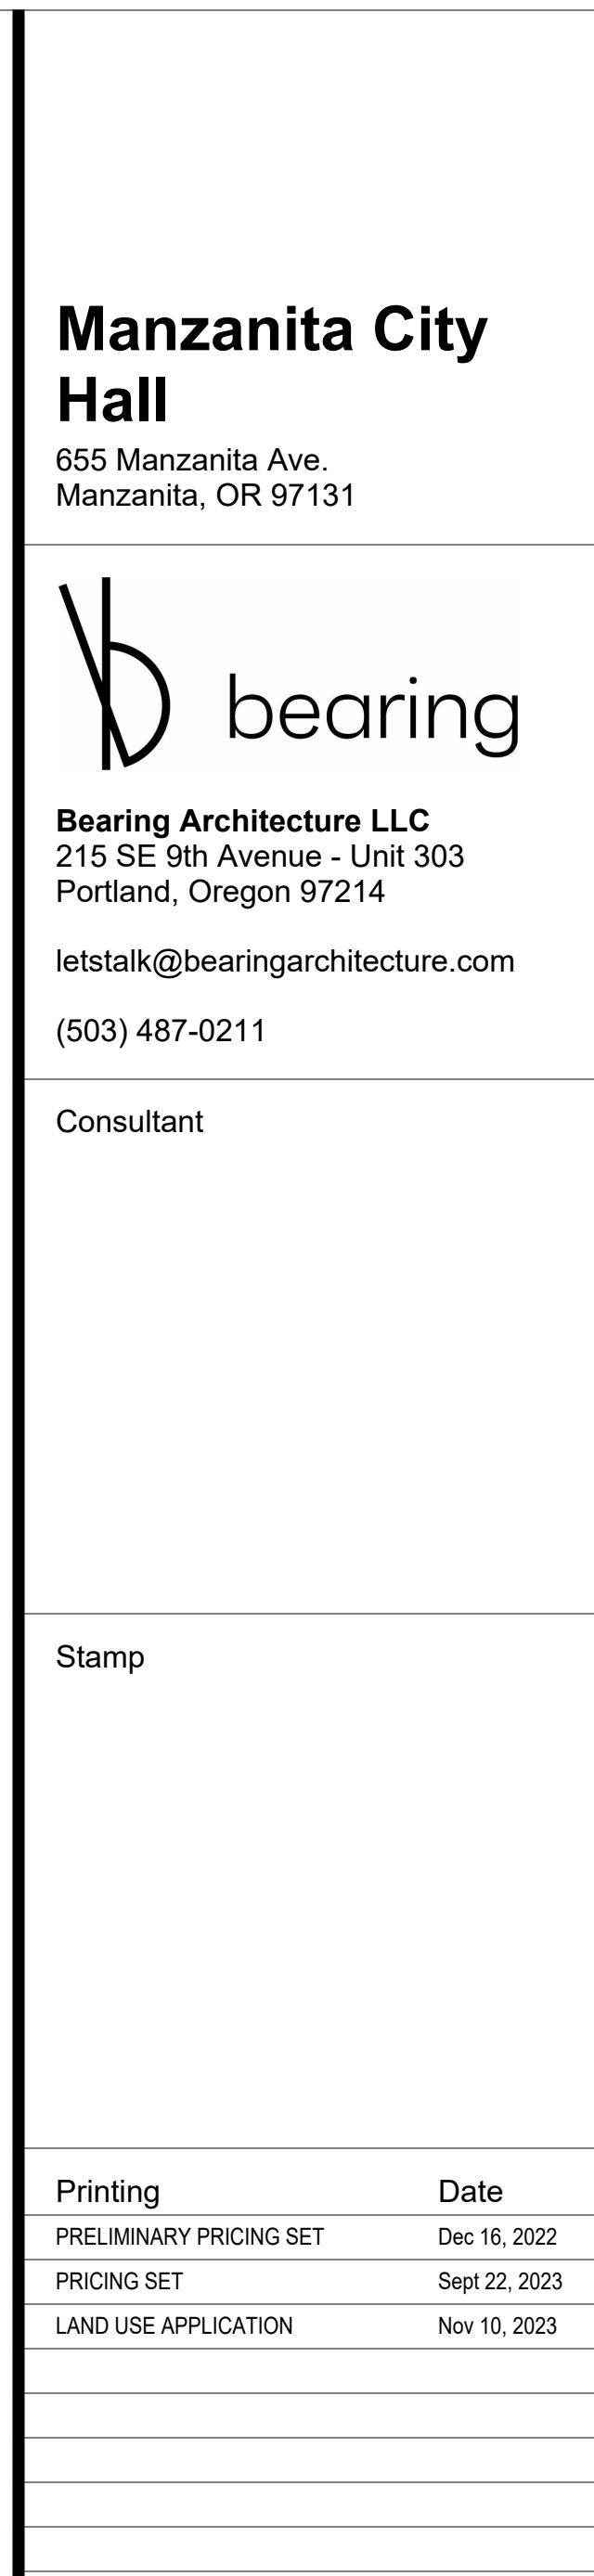 Manzanita City
Hall
655 Manzanita Ave.
Manzanita, OR 97131
bearing
Bearing Architecture LLC
215 SE 9th Avenue - Unit 303
Portland, Oregon 97214
letstalk@bearingarchitecture.com
(503) 487-0211
Consultant
Stamp
Printing Date
PRELIMINARY PRICING SET Dec 16, 2022
PRICING SET Sept 22, 2023
LAND USE APPLICATION Nov 10, 2023